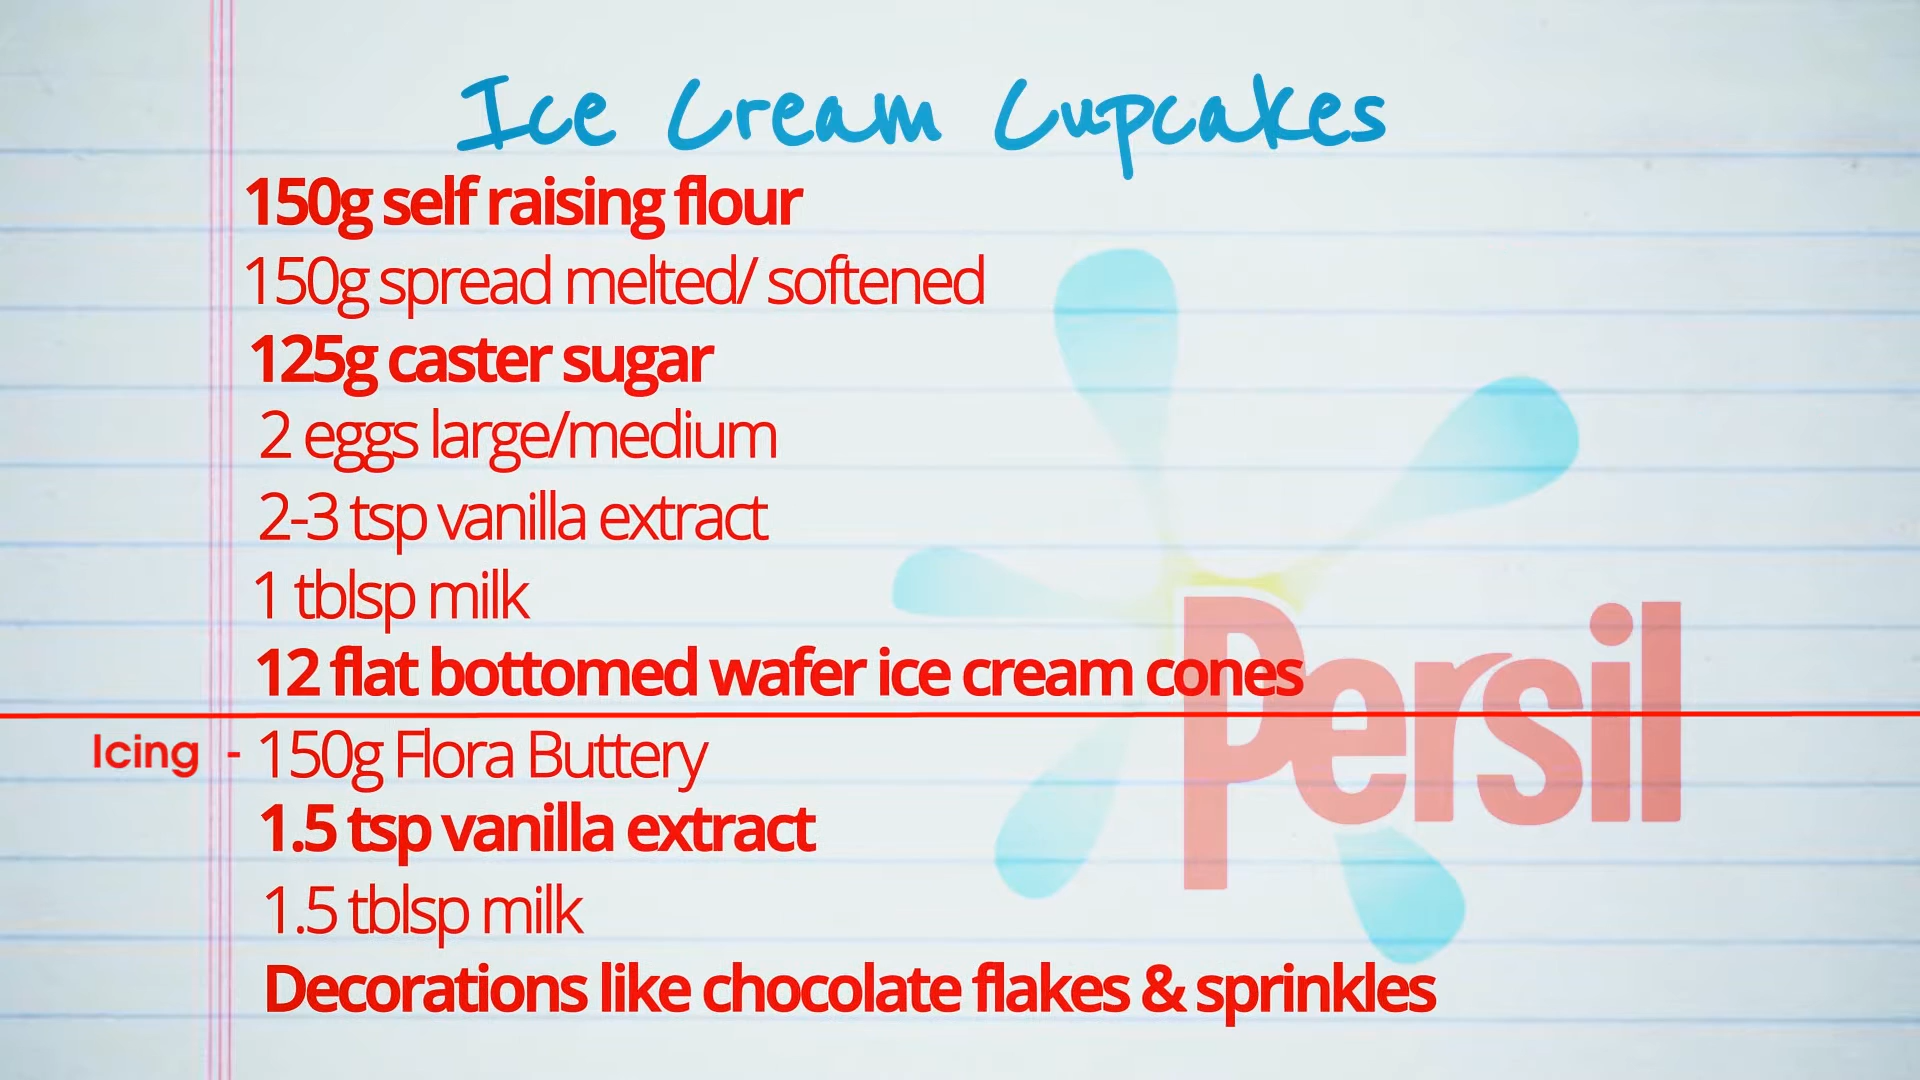 Ice Cream Cupcakes
150g self raising flour
150g spread melted/ softened
125g caster sugar
2 eggs large/medium
2-3 tsp vanilla extract
1 tblsp milk
12 flat bottomed wafer ice cream cones
Persil
Icing - 150g Flora Buttery
1.5 tsp vanilla extract
1.5 tblsp milk
Decorations like chocolate flakes & sprinkles